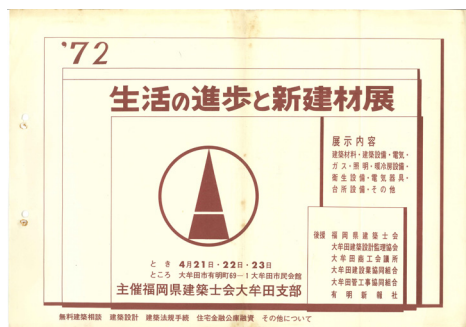 '72
生活の進歩と新建材展
展示内容
建築材料・建築設備・電気・
ガス・照明・暖冷房設備・
衛生設備・電気器具・
台所設備・その他
と き 4月21日・22日・23日
ところ 大牟田市有明町69−1大牟田市民会館
主催福岡県建築士会大牟田支部
後援 福岡県建築士会
大牟田建築設計監理協会
大牟田商工会議所
大牟田建設業協同組合
大牟田管工事協同組合
有明新報社
無料建築相談 建築設計 建築法規手続 住宅金融公庫融資 その他について